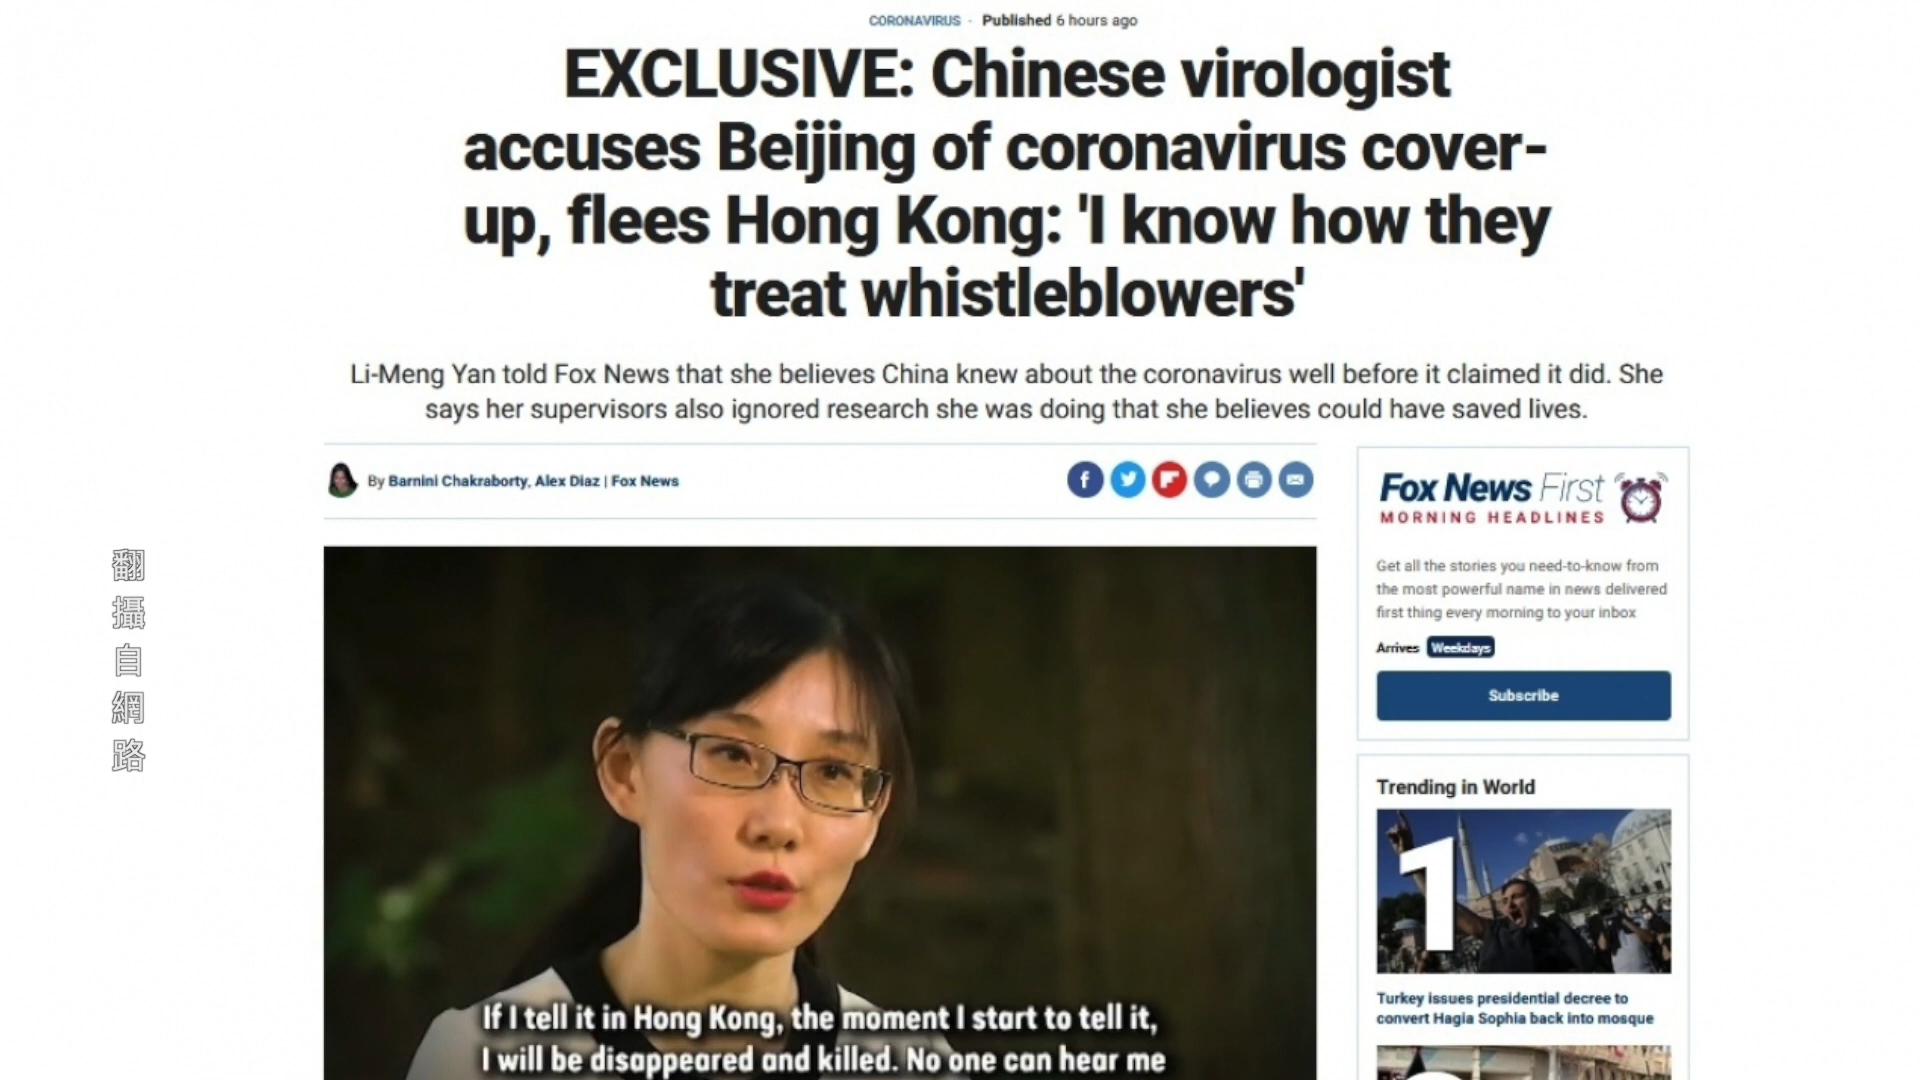 CORONAVIRUS · Published 6 hours ago
EXCLUSIVE: Chinese virologist
accuses Beijing of coronavirus cover-
up, flees Hong Kong: 'I know how they
treat whistleblowers'
Li-Meng Yan told Fox News that she believes China knew about the coronavirus well before it claimed it did. She
says her supervisors also ignored research she was doing that she believes could have saved lives.
By Barnini Chakraborty, Alex Diaz | Fox News
翻攝自網路
If I tell it in Hong Kong, the moment I start to tell it,
I will be disappeared and killed. No one can hear me
Fox News First
MORNING HEADLINES
Get all the stories you need-to-know from
the most powerful name in news delivered
first thing every morning to your inbox
Arrives Weekdays
Subscribe
Trending in World
1
Turkey issues presidential decree to
convert Hagia Sophia back into mosque